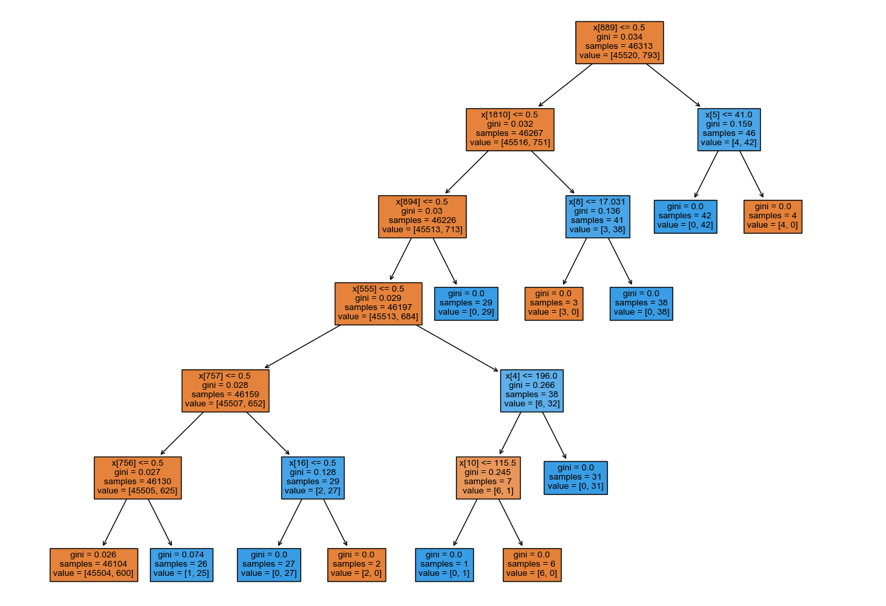 x[889] <= 0.5
gini = 0.034
samples = 46313
value = [45520, 793]
x[1810] <= 0.5
gini = 0.032
samples = 46267
value = [45516, 751]
x[5] <= 41.0
gini = 0.159
samples = 46
value = [4, 42]
x[894] <= 0.5
gini = 0.03
samples = 46226
value = [45513, 713]
x[8] <= 17.031
gini = 0.136
samples = 41
value = [3, 38]
gini = 0.0
samples = 42
value = [0, 42]
gini = 0.0
samples = 4
value = [4, 0]
x[555] <= 0.5
gini = 0.029
samples = 46197
value = [45513, 684]
gini = 0.0
samples = 29
value = [0, 29]
gini = 0.0
samples = 3
value = [3, 0]
gini = 0.0
samples = 38
value = [0, 38]
x[757] <= 0.5
gini = 0.028
samples = 46159
value = [45507, 652]
x[4] <= 196.0
gini = 0.266
samples = 38
value = [6, 32]
x[756] <= 0.5
gini = 0.027
samples = 46130
value = [45505, 625]
x[16] <= 0.5
gini = 0.128
samples = 29
value = [2, 27]
x[10] <= 115.5
gini = 0.245
samples = 7
value = [6, 1]
gini = 0.0
samples = 31
value = [0, 31]
gini = 0.026
samples = 46104
value = [45504, 600]
gini = 0.074
samples = 26
value = [1, 25]
gini = 0.0
samples = 27
value = [0, 27]
gini = 0.0
samples = 2
value = [2, 0]
gini = 0.0
samples = 1
value = [0, 1]
gini = 0.0
samples = 6
value = [6, 0]